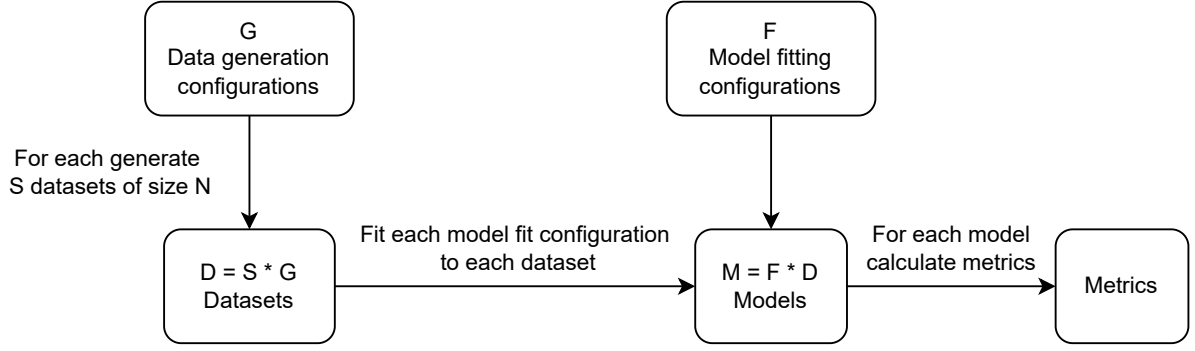 G
Data generation
configurations
F
Model fitting
configurations
For each generate
S datasets of size N
D = S * G
Datasets
Fit each model fit configuration
to each dataset
M = F * D
Models
For each model
calculate metrics
Metrics